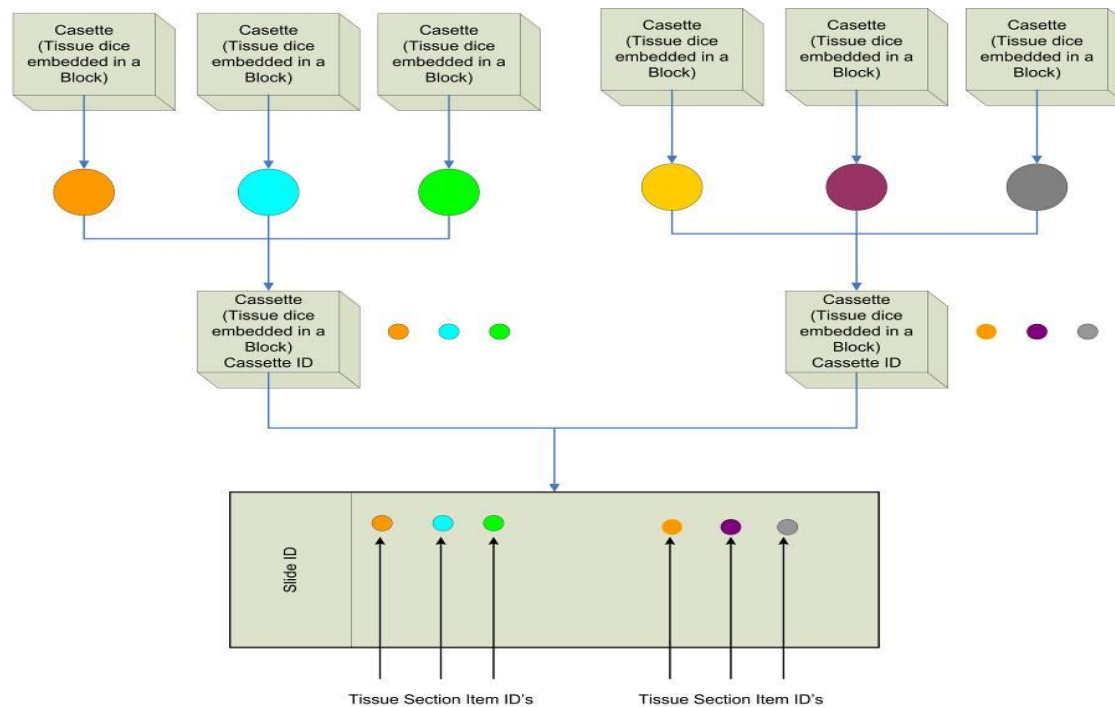 Casette
(Tissue dice
embedded in a
Block)
Casette
(Tissue dice
embedded in a
Block)
Casette
(Tissue dice
embedded in a
Block)
Casette
(Tissue dice
embedded in a
Block)
Casette
(Tissue dice
embedded in a
Block)
Casette
(Tissue dice
embedded in a
Block)
Cassette
(Tissue dice
embedded in a
Block)
Cassette ID
Cassette
(Tissue dice
embedded in a
Block)
Cassette ID
Slide ID
Tissue Section Item ID's
Tissue Section Item ID's